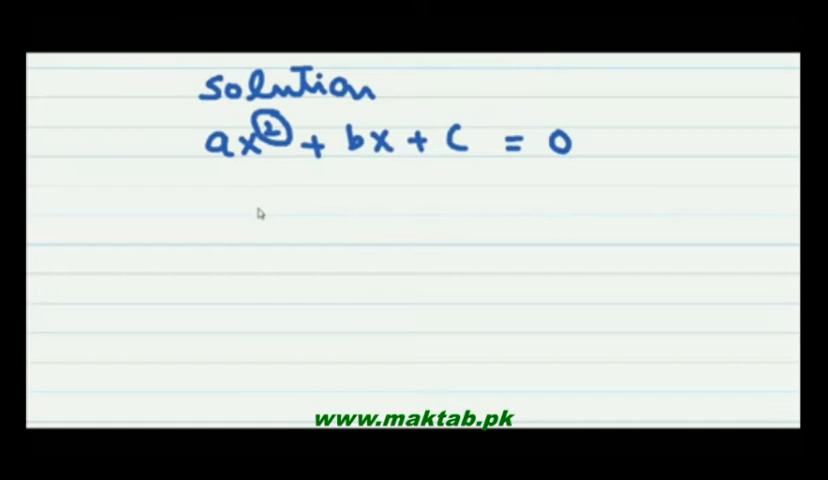 Solution
ax² + bx + c = 0
www.maktab.pk